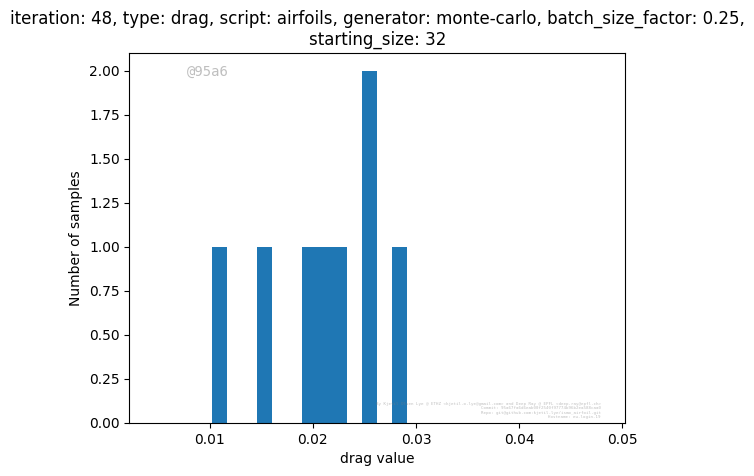 iteration: 48, type: drag, script: airfoils, generator: monte-carlo, batch_size_factor: 0.25,
starting_size: 32
@95a6
2.00
1.75
1.50
1.25
1.00
0.75
0.50
0.25
0.00
Number of samples
0.01
0.02
0.03
0.04
0.05
drag value